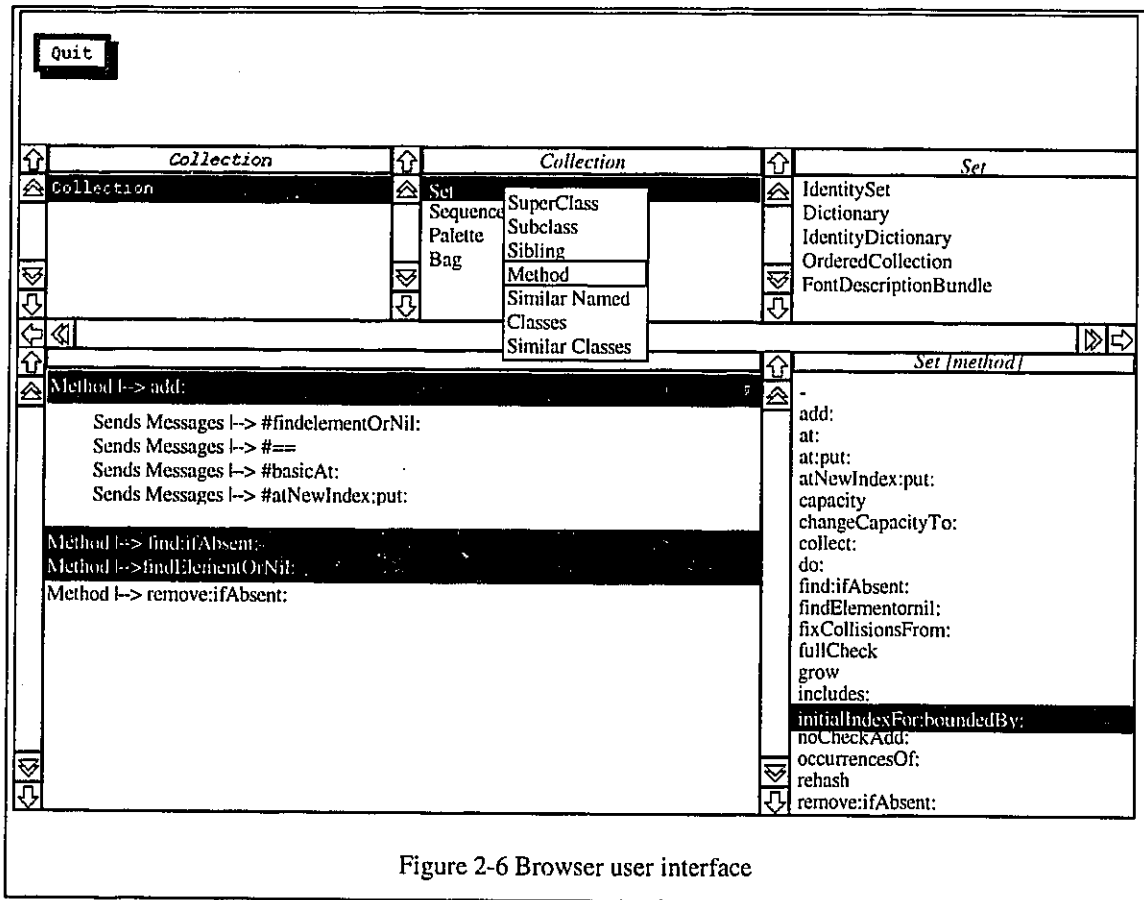 Quit
Collection
Collection
Collection
Set
Sequence
Palette
Bag
SuperClass
Subclass
Sibling
Method
Similar Named
Classes
Similar Classes
Set
IdentitySet
Dictionary
IdentityDictionary
OrderedCollection
FontDescriptionBundle
Method |--> add:
Sends Messages |--> #findelementOrNil:
Sends Messages |--> #==
Sends Messages |--> #basicAt:
Sends Messages |--> #atNewIndex;put:
Method |--> find:ifAbsent:
Method |-->findElementOrNil:
Method |--> remove:ifAbsent:
Set [method]
-
add:
at:
at:put:
atNewIndex:put:
capacity
changeCapacityTo:
collect:
do:
find:ifAbsent:
findElementornil:
fixCollisionsFrom:
fullCheck
grow
includes:
initialIndexFor:boundedBy:
noCheckAdd:
occurrencesOf:
rehash
remove:ifAbsent:
Figure 2-6 Browser user interface